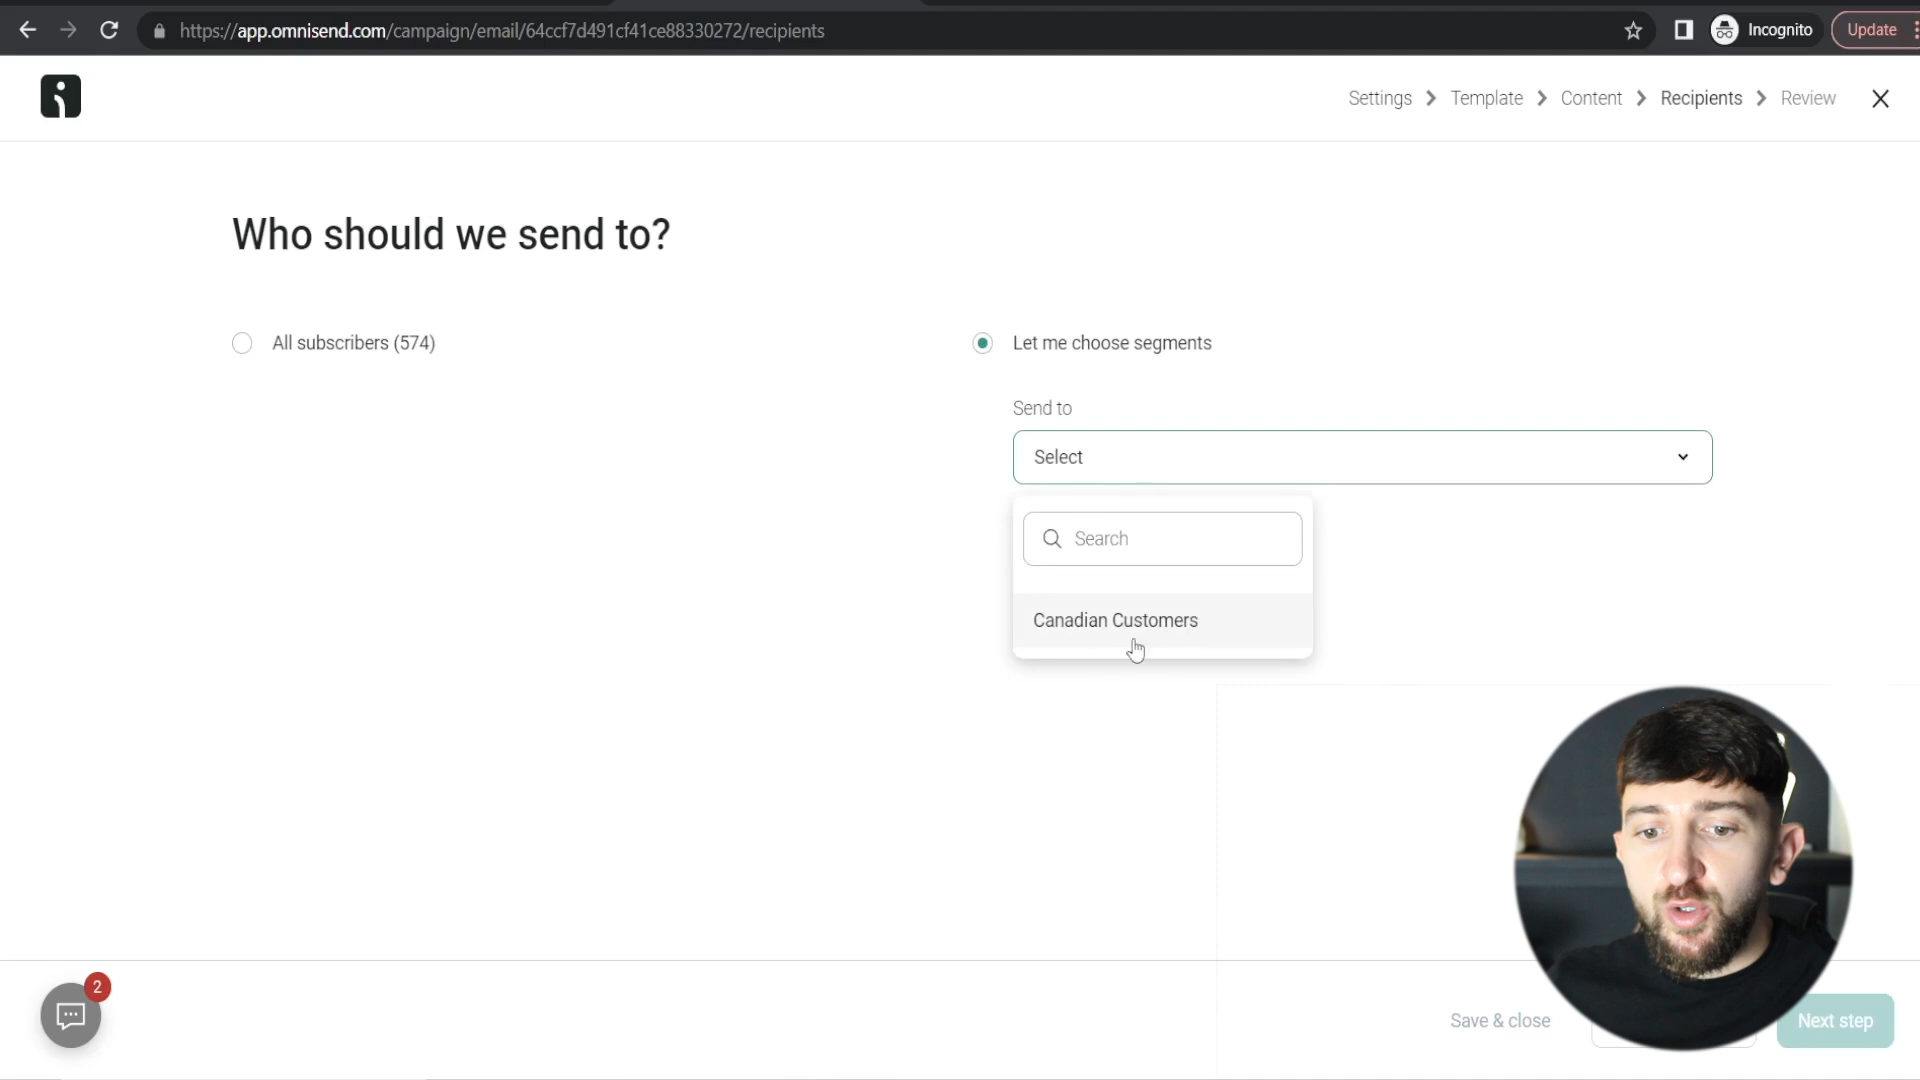 https://app.omnisend.com/campaign/email/64ccf7d491cf41ce88330272/recipients
Incognito
Update
Settings
Template
Content
Recipients
Review
Who should we send to?
All subscribers (574)
Let me choose segments
Send to
Select
Search
Canadian Customers
2
Save & close
Next step